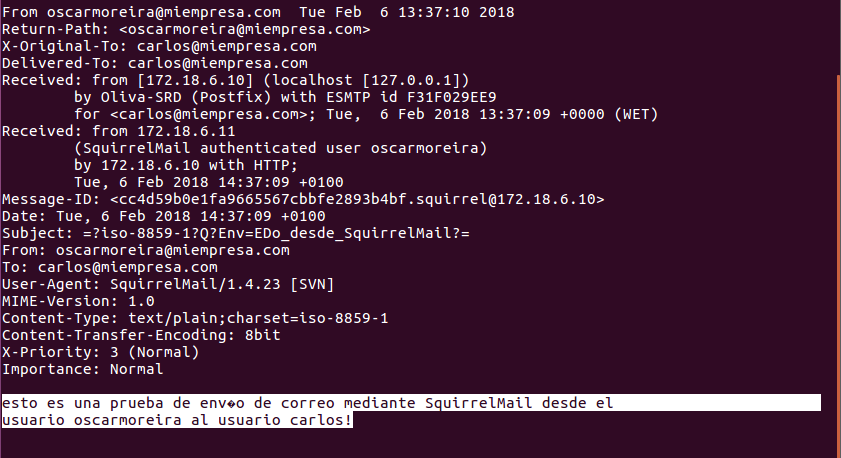 From oscarmoreira@miempresa.com  Tue Feb  6 13:37:10 2018
Return-Path: <oscarmoreira@miempresa.com>
X-Original-To: carlos@miempresa.com
Delivered-To: carlos@miempresa.com
Received: from [172.18.6.10] (localhost [127.0.0.1])
        by Oliva-SRD (Postfix) with ESMTP id F31F029EE9
        for <carlos@miempresa.com>; Tue,  6 Feb 2018 13:37:09 +0000 (WET)
Received: from 172.18.6.11
        (SquirrelMail authenticated user oscarmoreira)
        by 172.18.6.10 with HTTP;
        Tue, 6 Feb 2018 14:37:09 +0100
Message-ID: <cc4d59b0e1fa9665567cbbfe2893b4bf.squirrel@172.18.6.10>
Date: Tue, 6 Feb 2018 14:37:09 +0100
Subject: =?iso-8859-1?Q?Env=EDo_desde_SquirrelMail?=
From: oscarmoreira@miempresa.com
To: carlos@miempresa.com
User-Agent: SquirrelMail/1.4.23 [SVN]
MIME-Version: 1.0
Content-Type: text/plain;charset=iso-8859-1
Content-Transfer-Encoding: 8bit
X-Priority: 3 (Normal)
Importance: Normal

esto es una prueba de env�o de correo mediante SquirrelMail desde el
usuario oscarmoreira al usuario carlos!